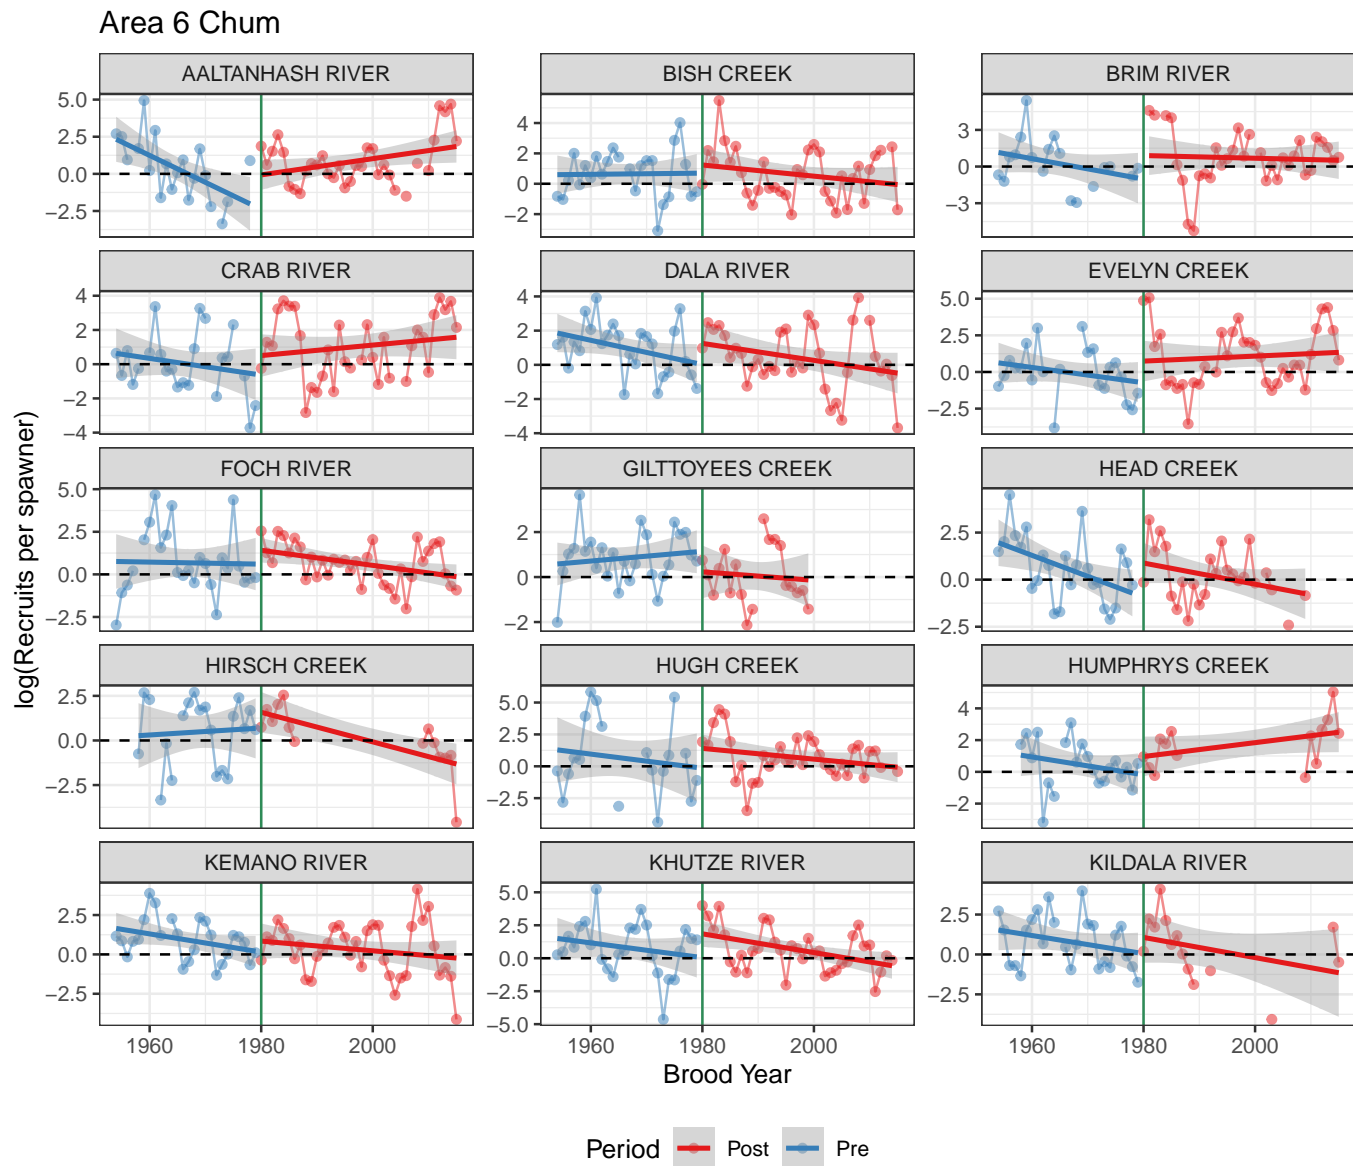 Area 6 Chum
AALTANHASH RIVER
BISH CREEK
BRIM RIVER
5.0
2.5
0.0
−2.5
4
2
0
−2
3
0
−3
CRAB RIVER
DALA RIVER
EVELYN CREEK
4
2
0
−2
−4
4
2
0
−2
−4
5.0
2.5
0.0
−2.5
FOCH RIVER
GILTTOYEES CREEK
HEAD CREEK
5.0
2.5
0.0
−2.5
2
0
−2
2.5
0.0
−2.5
HIRSCH CREEK
HUGH CREEK
HUMPHRYS CREEK
2.5
0.0
−2.5
5.0
2.5
0.0
−2.5
4
2
0
−2
KEMANO RIVER
KHUTZE RIVER
KILDALA RIVER
2.5
0.0
−2.5
5.0
2.5
0.0
−2.5
−5.0
2.5
0.0
−2.5
1960 1980 2000
1960 1980 2000
1960 1980 2000
log(Recruits per spawner)
Brood Year
Period Post Pre